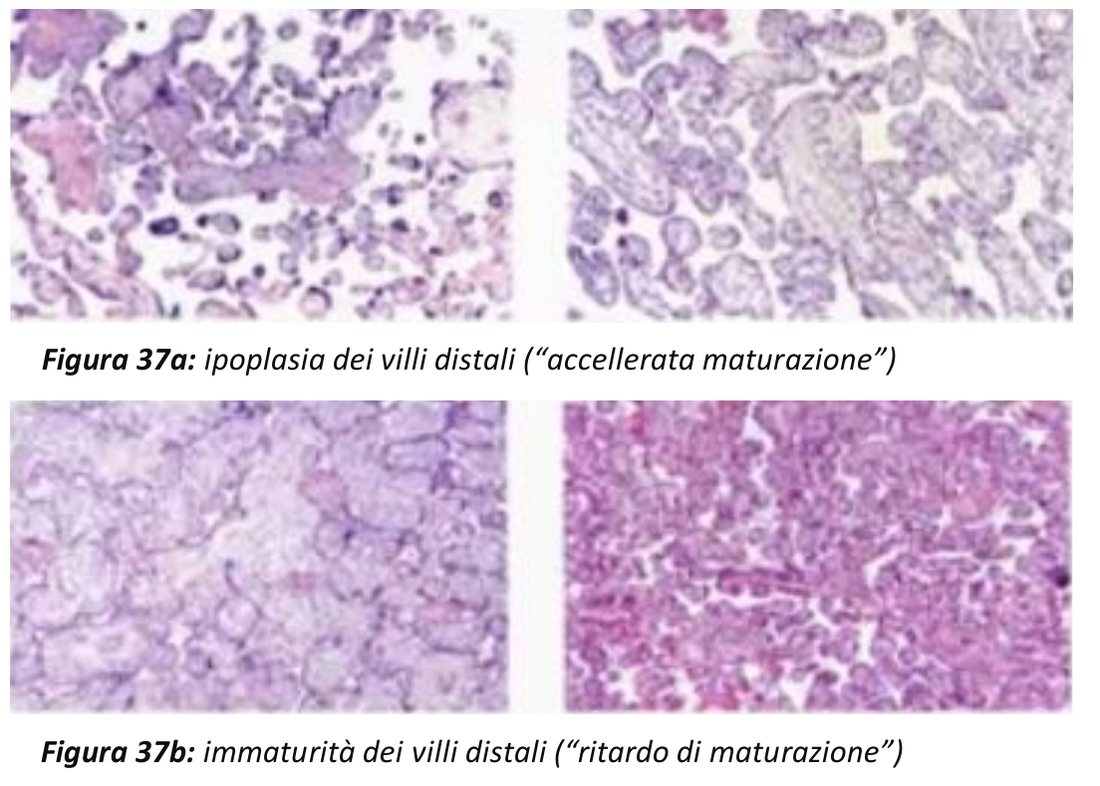 Figura 37a: ipoplasia dei villi distali (“accellerata maturazione”)
Figura 37b: immaturità dei villi distali (“ritardo di maturazione”)